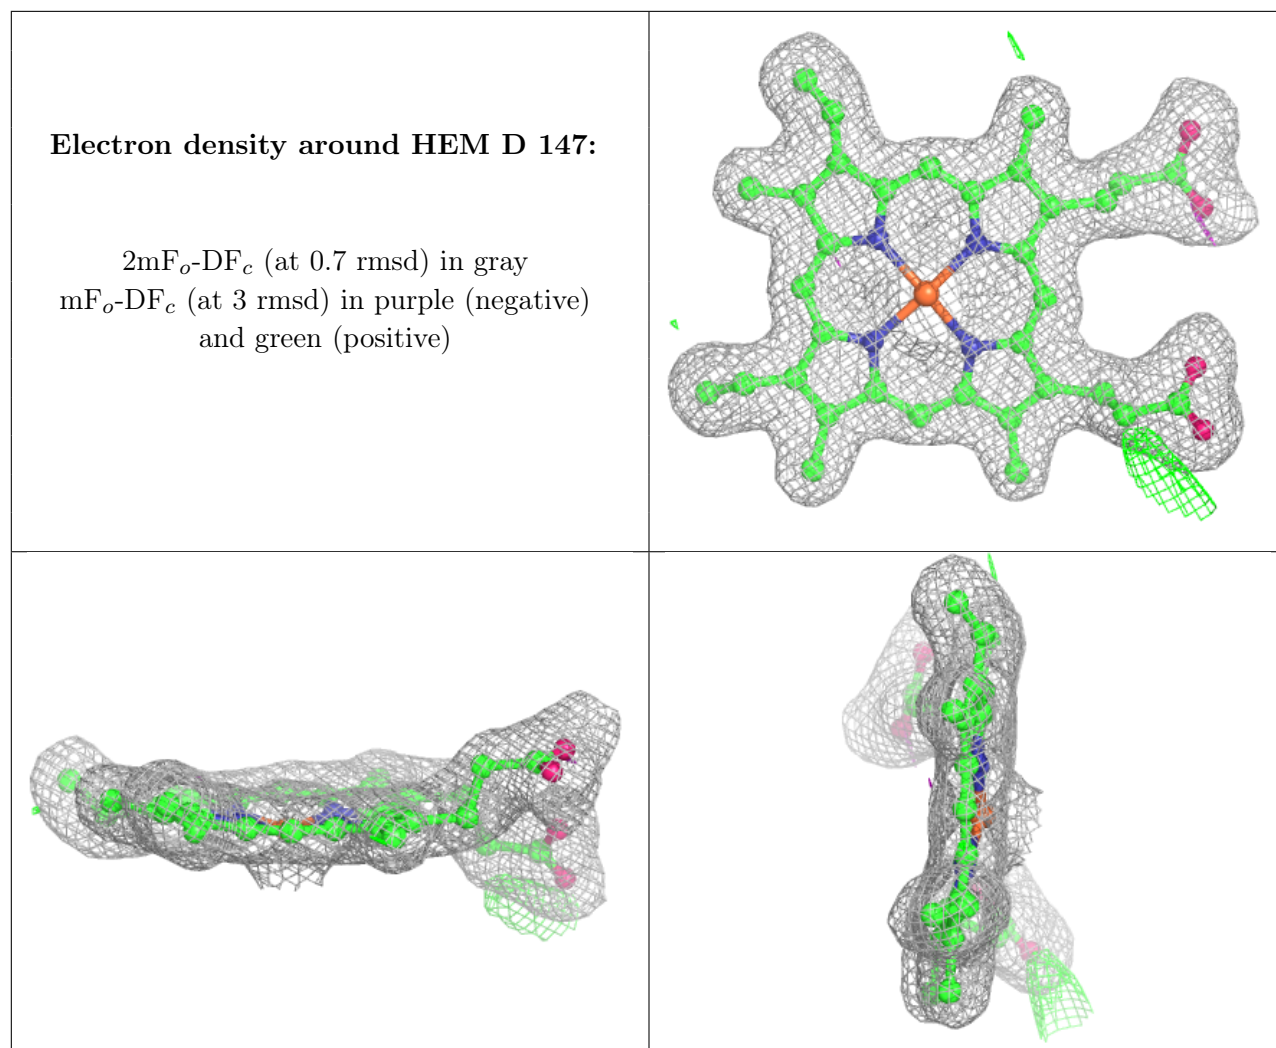 Electron density around HEM D 147:
2mFₒ-DF𝒸 (at 0.7 rmsd) in gray
mFₒ-DF𝒸 (at 3 rmsd) in purple (negative)
and green (positive)